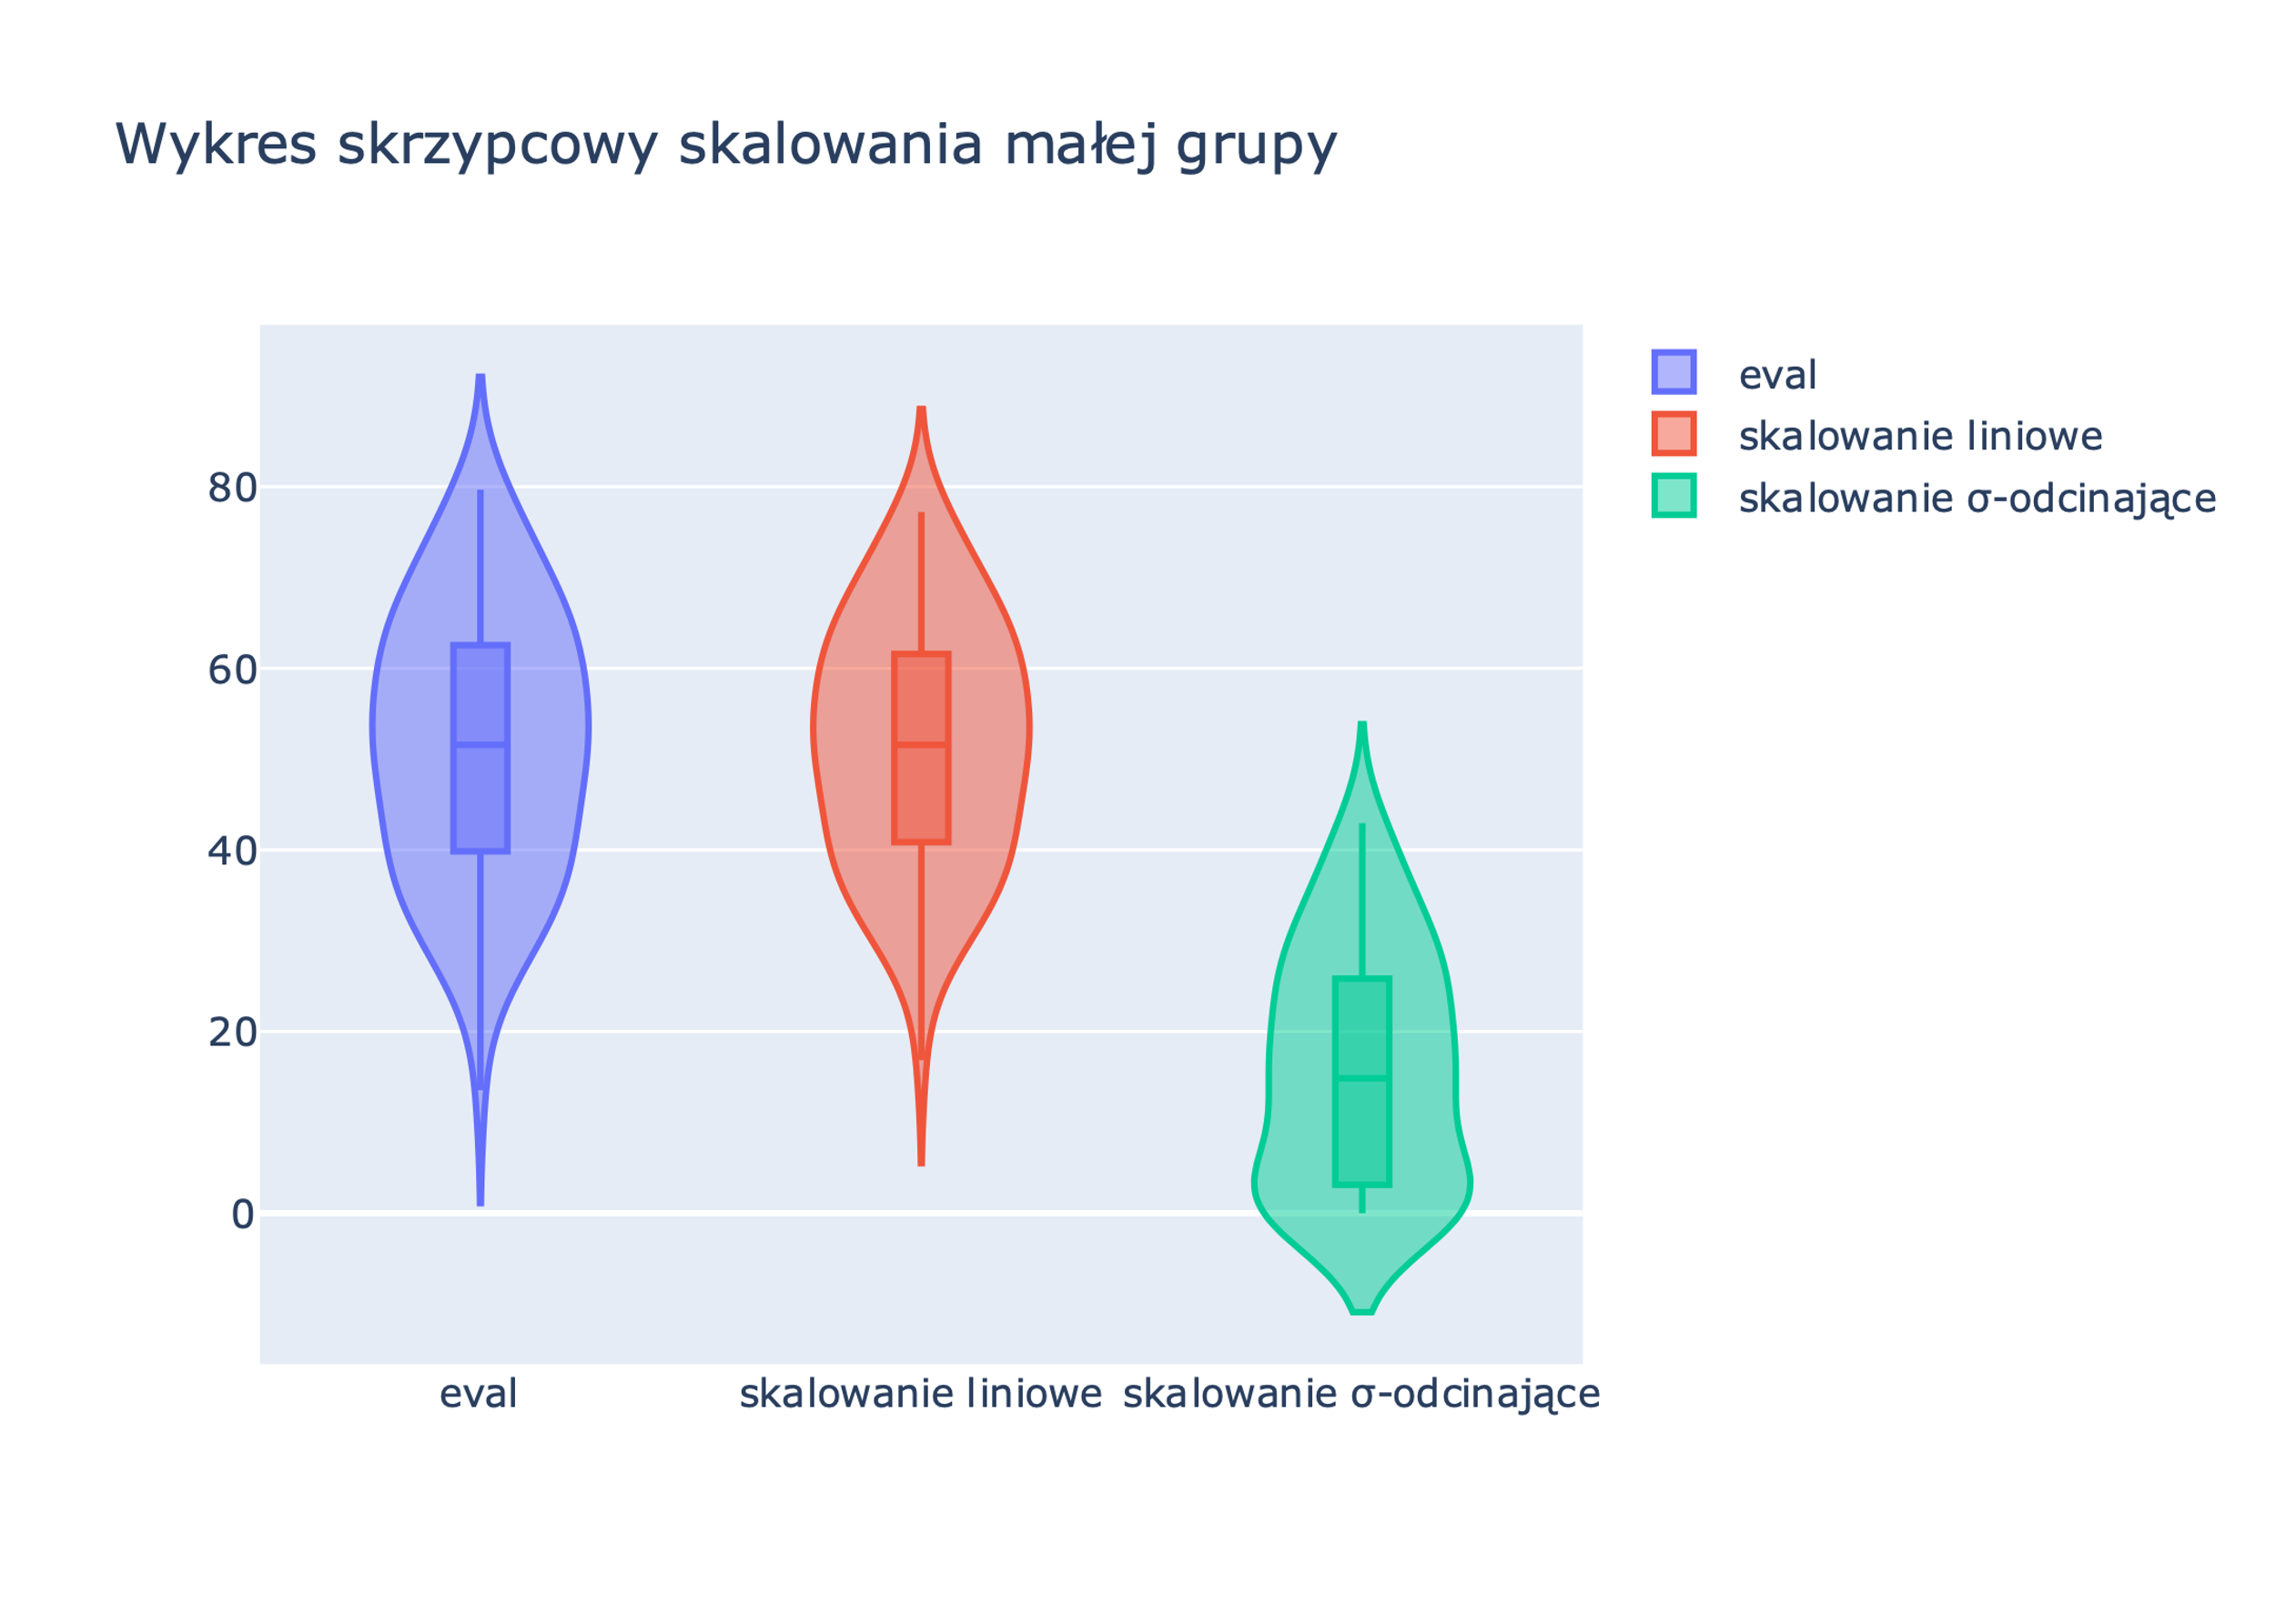 Wykres skrzypcowy skalowania małej grupy
eval
skalowanie liniowe
skalowanie σ-odcinające
80
60
40
20
0
eval
skalowanie liniowe
skalowanie σ-odcinające